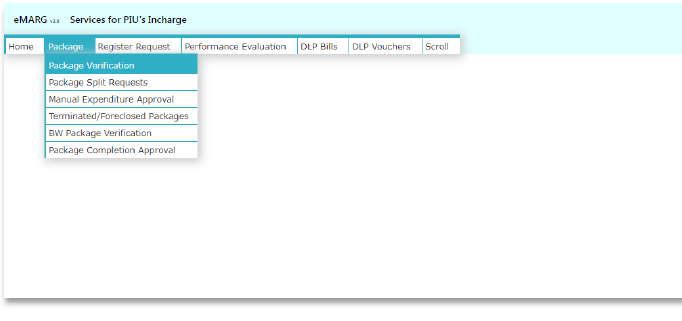 eMARG v3.0 Services for PIU's Incharge
Home Package Register Request Performance Evaluation DLP Bills DLP Vouchers Scroll
Package Verification
Package Split Requests
Manual Expenditure Approval
Terminated/Foreclosed Packages
BW Package Verification
Package Completion Approval